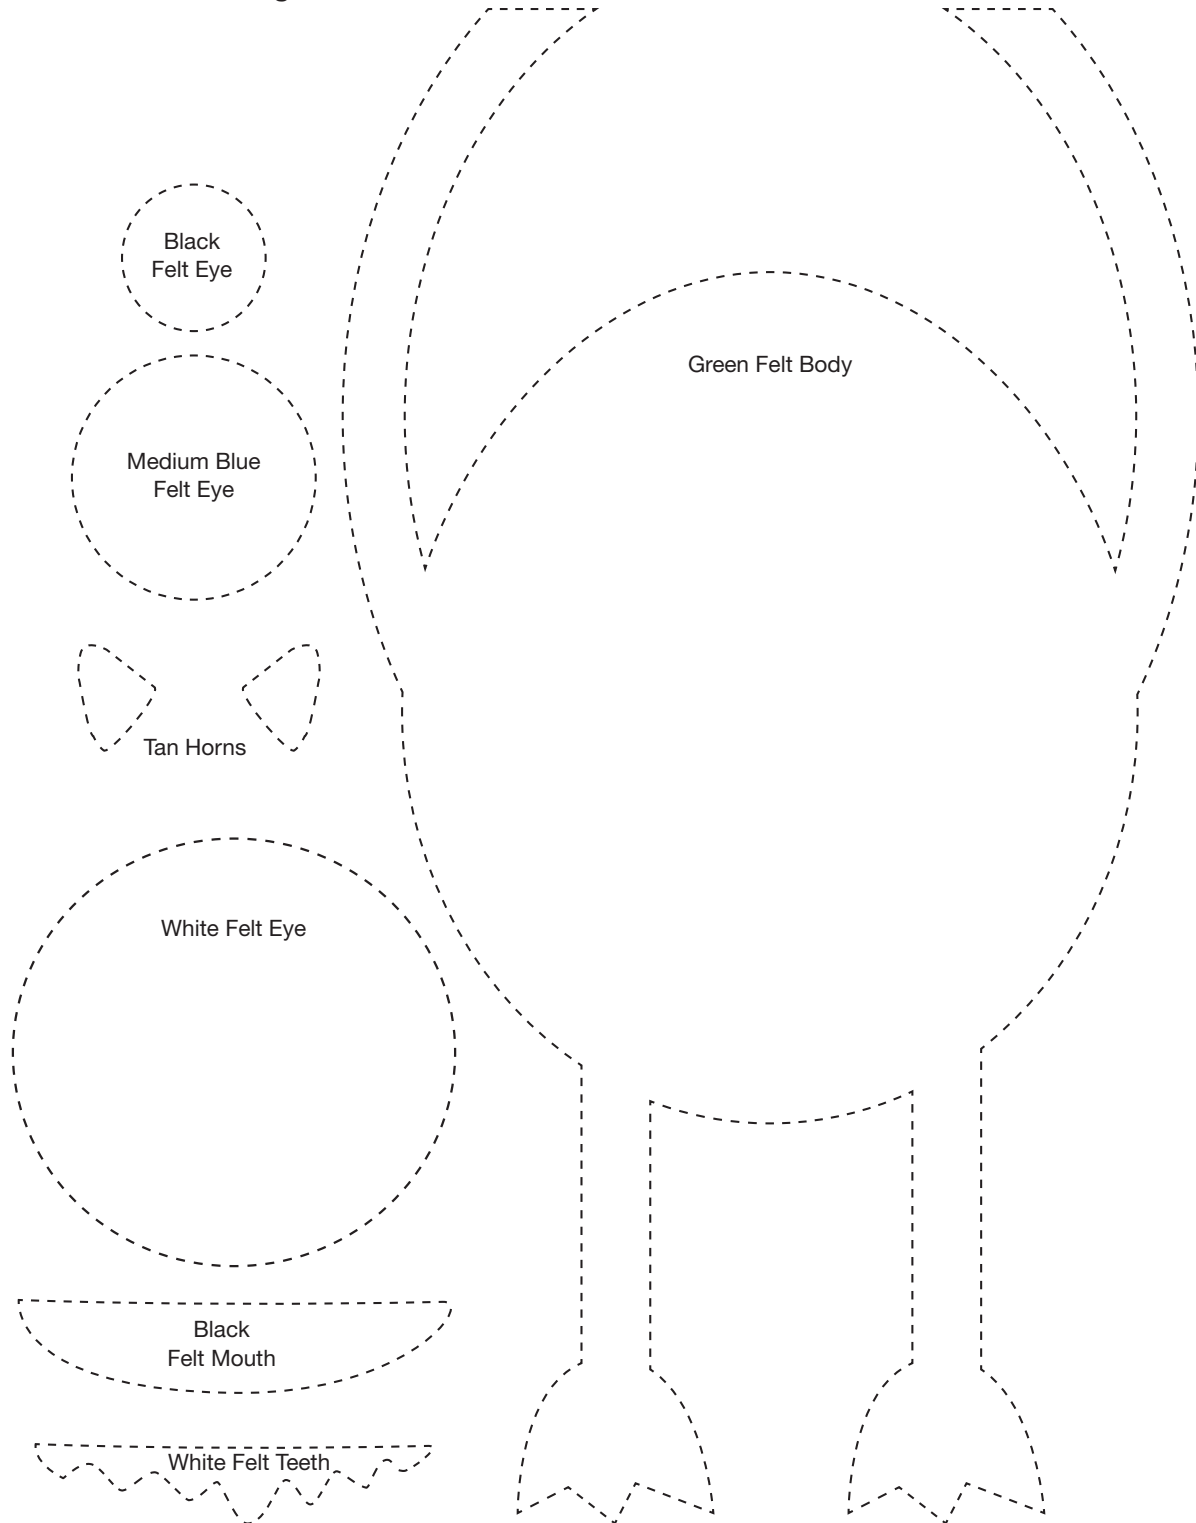 Black
Felt Eye
Green Felt Body
Medium Blue
Felt Eye
Tan Horns
White Felt Eye
Black
Felt Mouth
White Felt Teeth